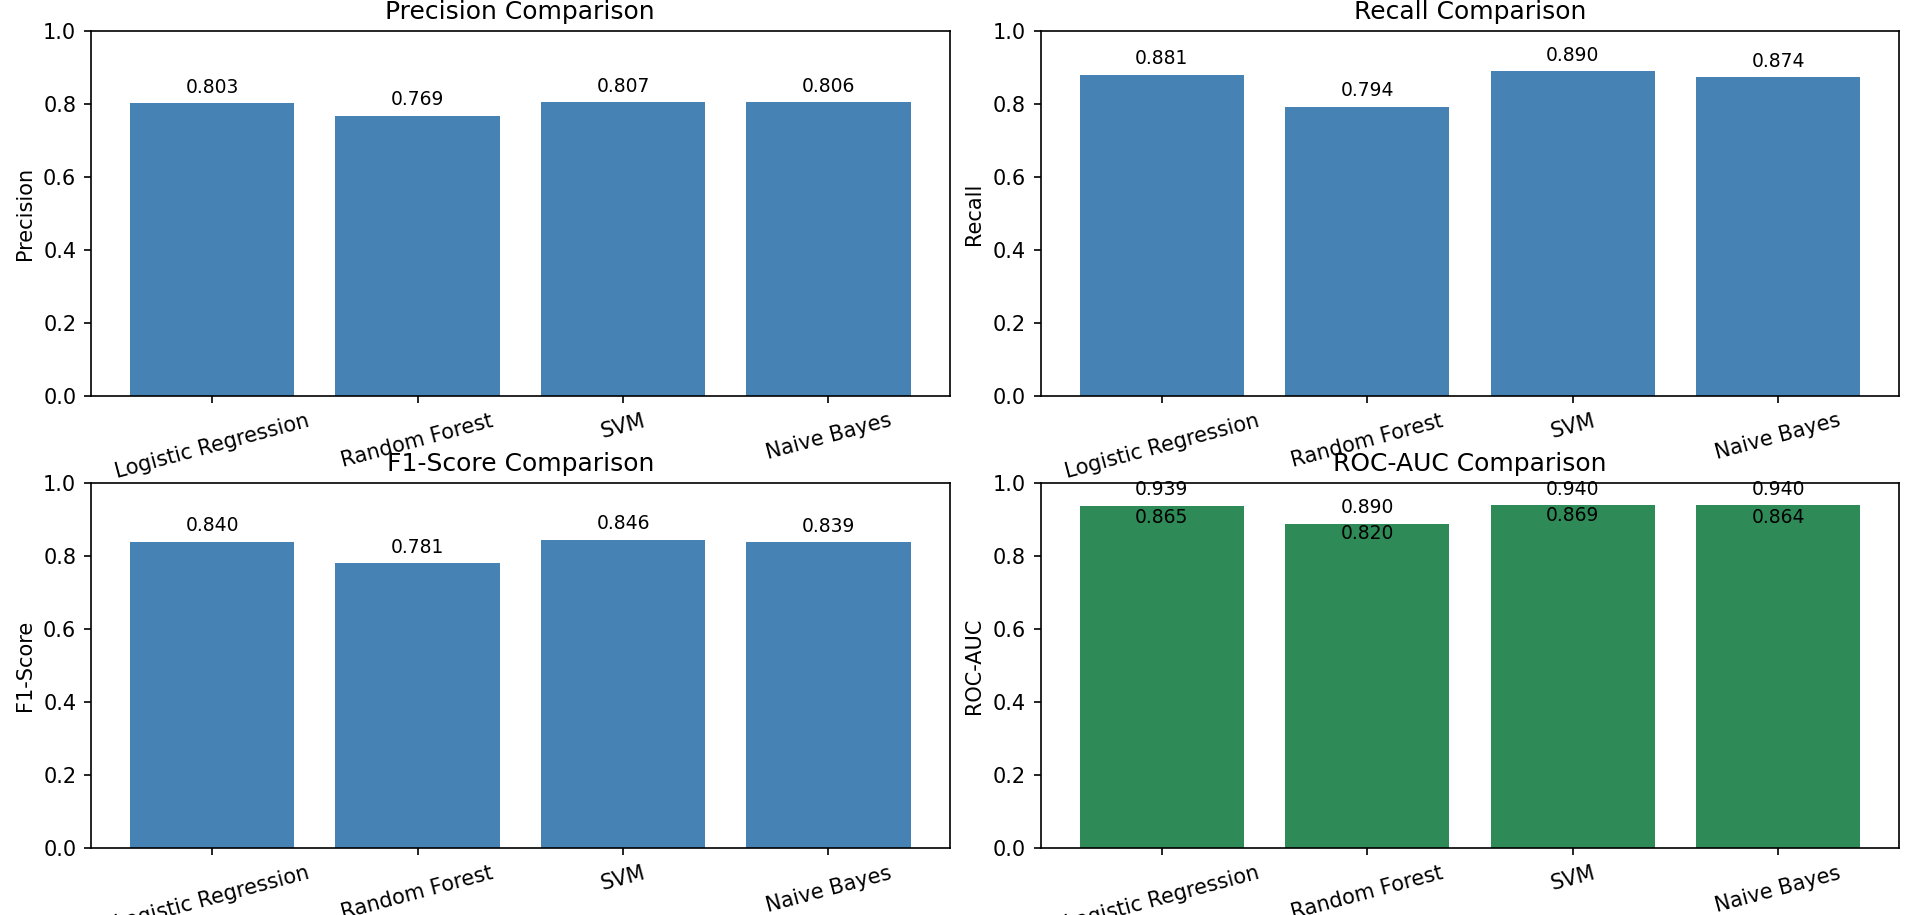 Precision Comparison
Precision
1.0
0.8
0.6
0.4
0.2
0.0
0.803
0.769
0.807
0.806
Logistic Regression
Random Forest
SVM
Naive Bayes
Recall Comparison
Recall
1.0
0.8
0.6
0.4
0.2
0.0
0.881
0.794
0.890
0.874
Logistic Regression
Random Forest
SVM
Naive Bayes
F1-Score Comparison
F1-Score
1.0
0.8
0.6
0.4
0.2
0.0
0.840
0.781
0.846
0.839
Logistic Regression
Random Forest
SVM
Naive Bayes
ROC-AUC Comparison
ROC-AUC
1.0
0.8
0.6
0.4
0.2
0.0
0.939
0.890
0.940
0.940
0.865
0.820
0.869
0.864
Logistic Regression
Random Forest
SVM
Naive Bayes